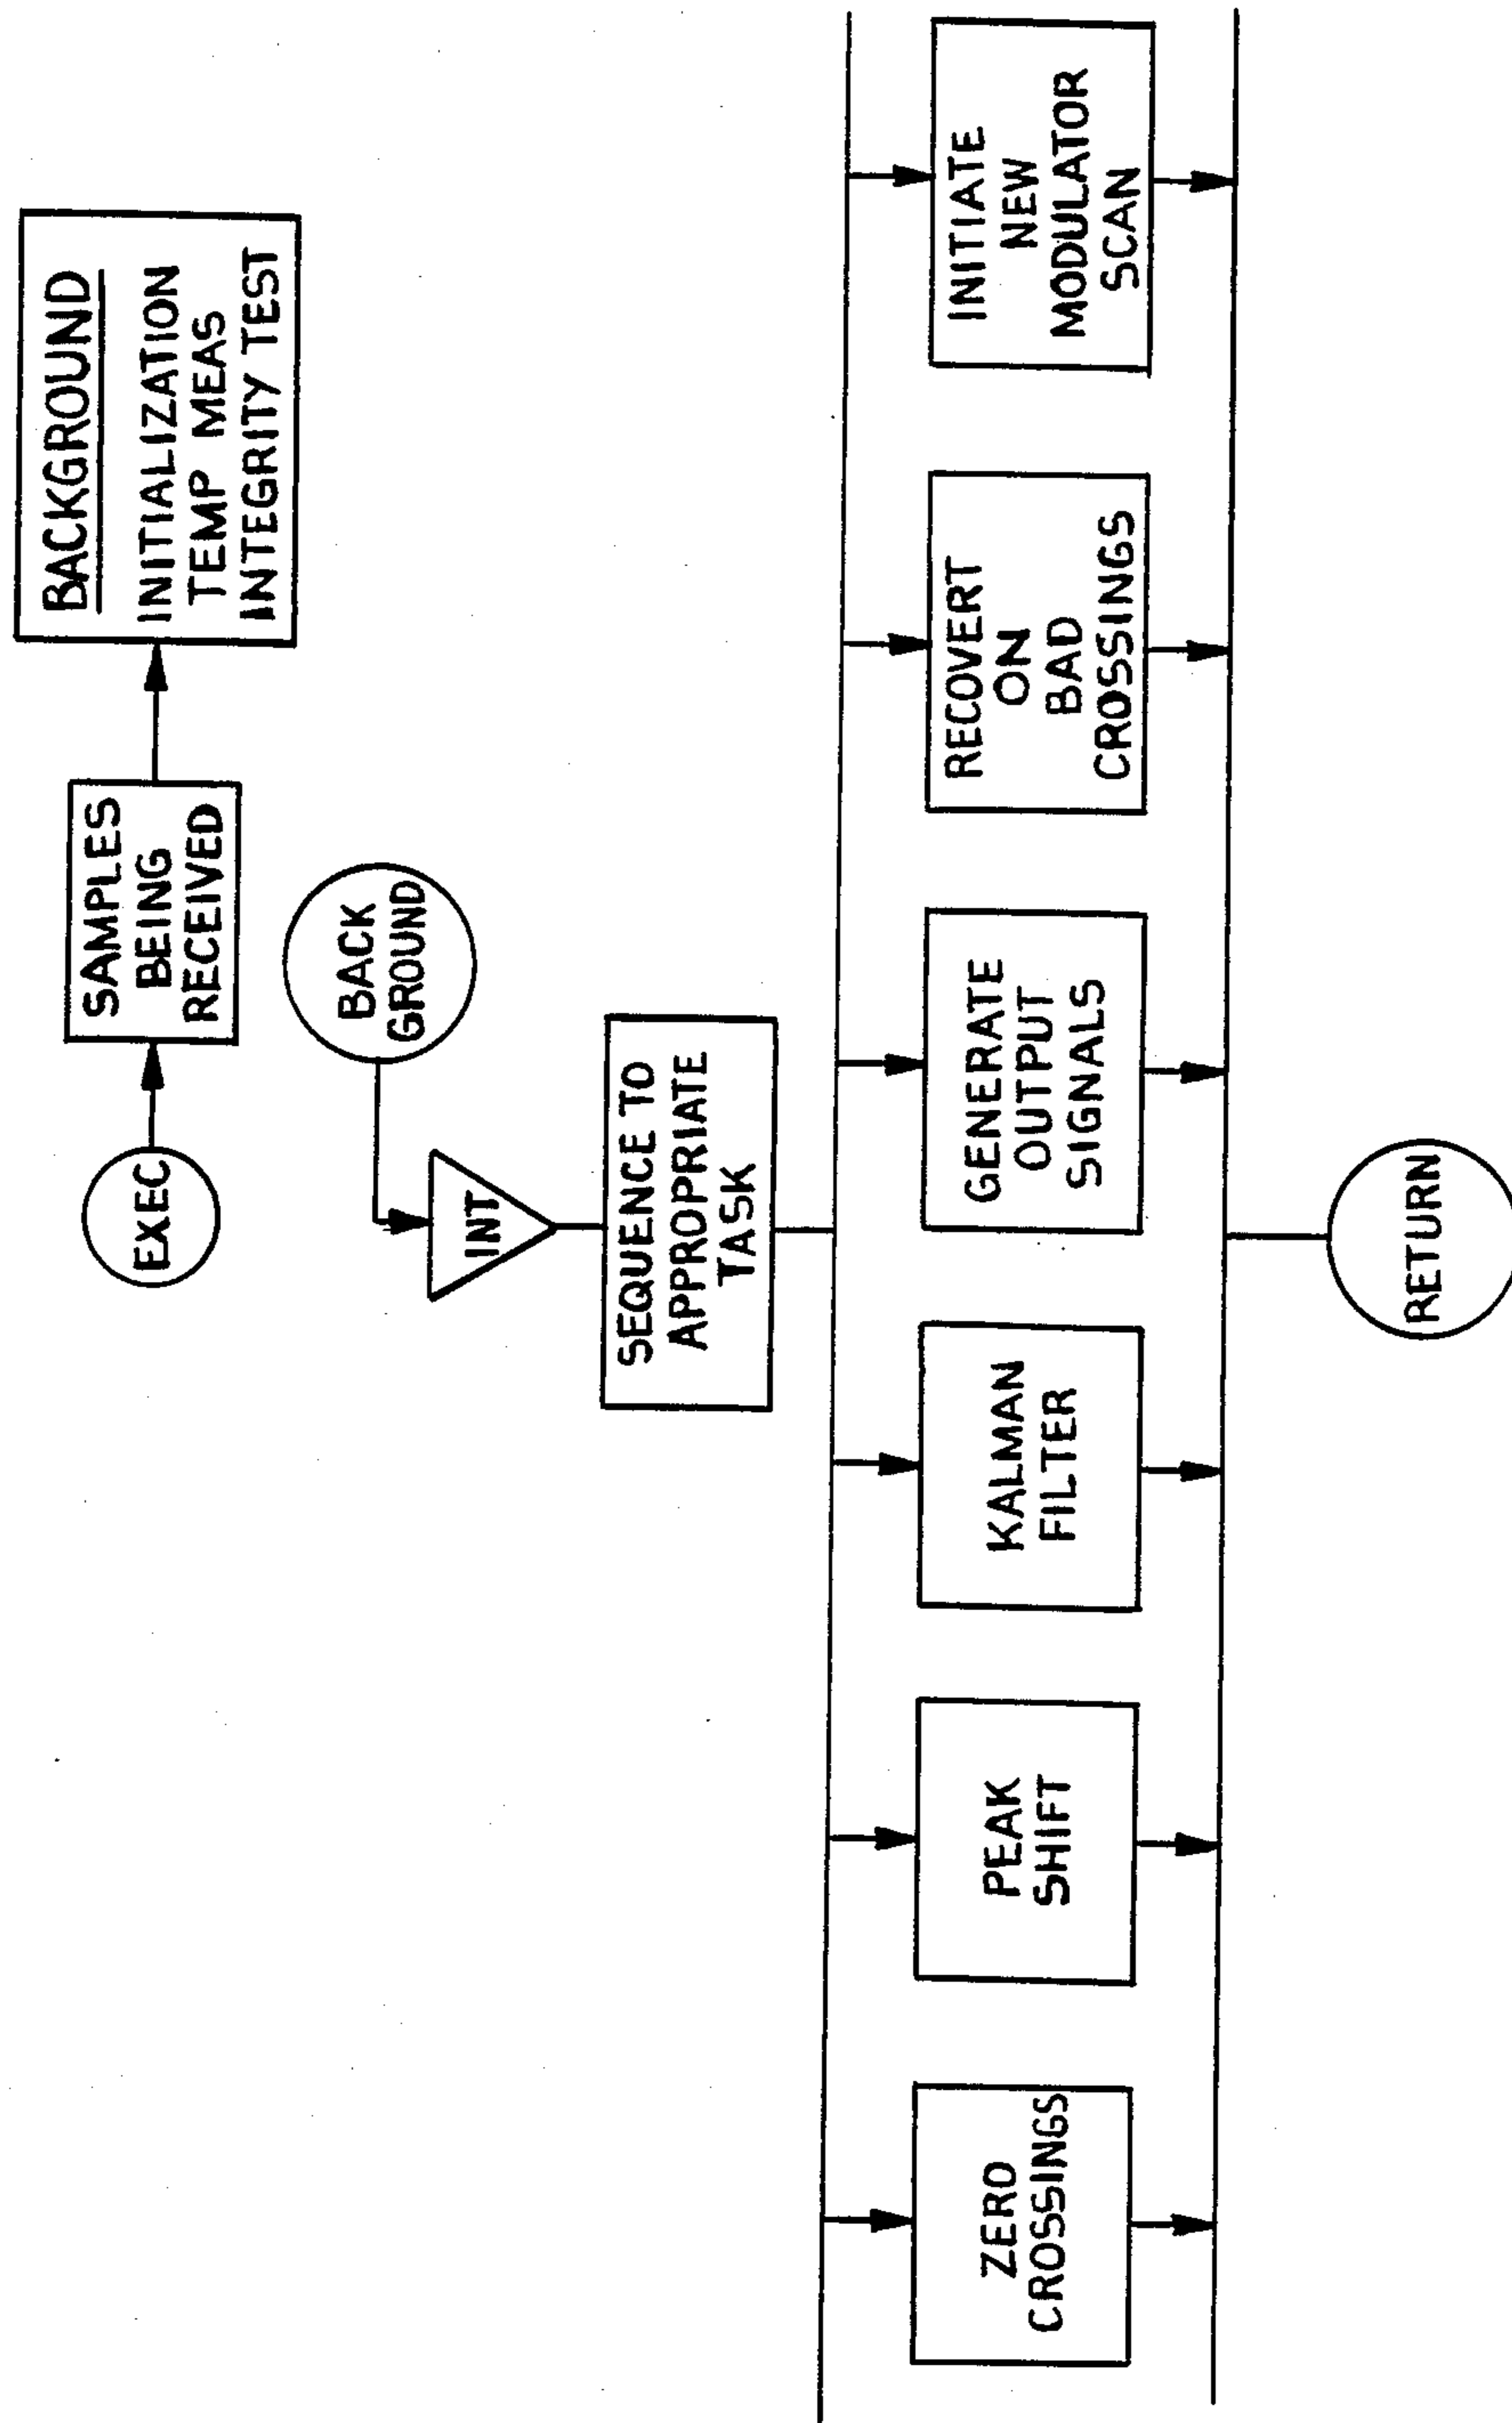 EXEC
SAMPLES
BEING
RECEIVED
BACKGROUND
INITIALIZATION
TEMP MEAS
INTEGRITY TEST
BACK
GROUND
INT
SEQUENCE TO
APPROPRIATE
TASK
ZERO
CROSSINGS
PEAK
SHIFT
KALMAN
FILTER
GENERATE
OUTPUT
SIGNALS
RECOVERT
ON
BAD
CROSSINGS
INITIATE
NEW
MODULATOR
SCAN
RETURN